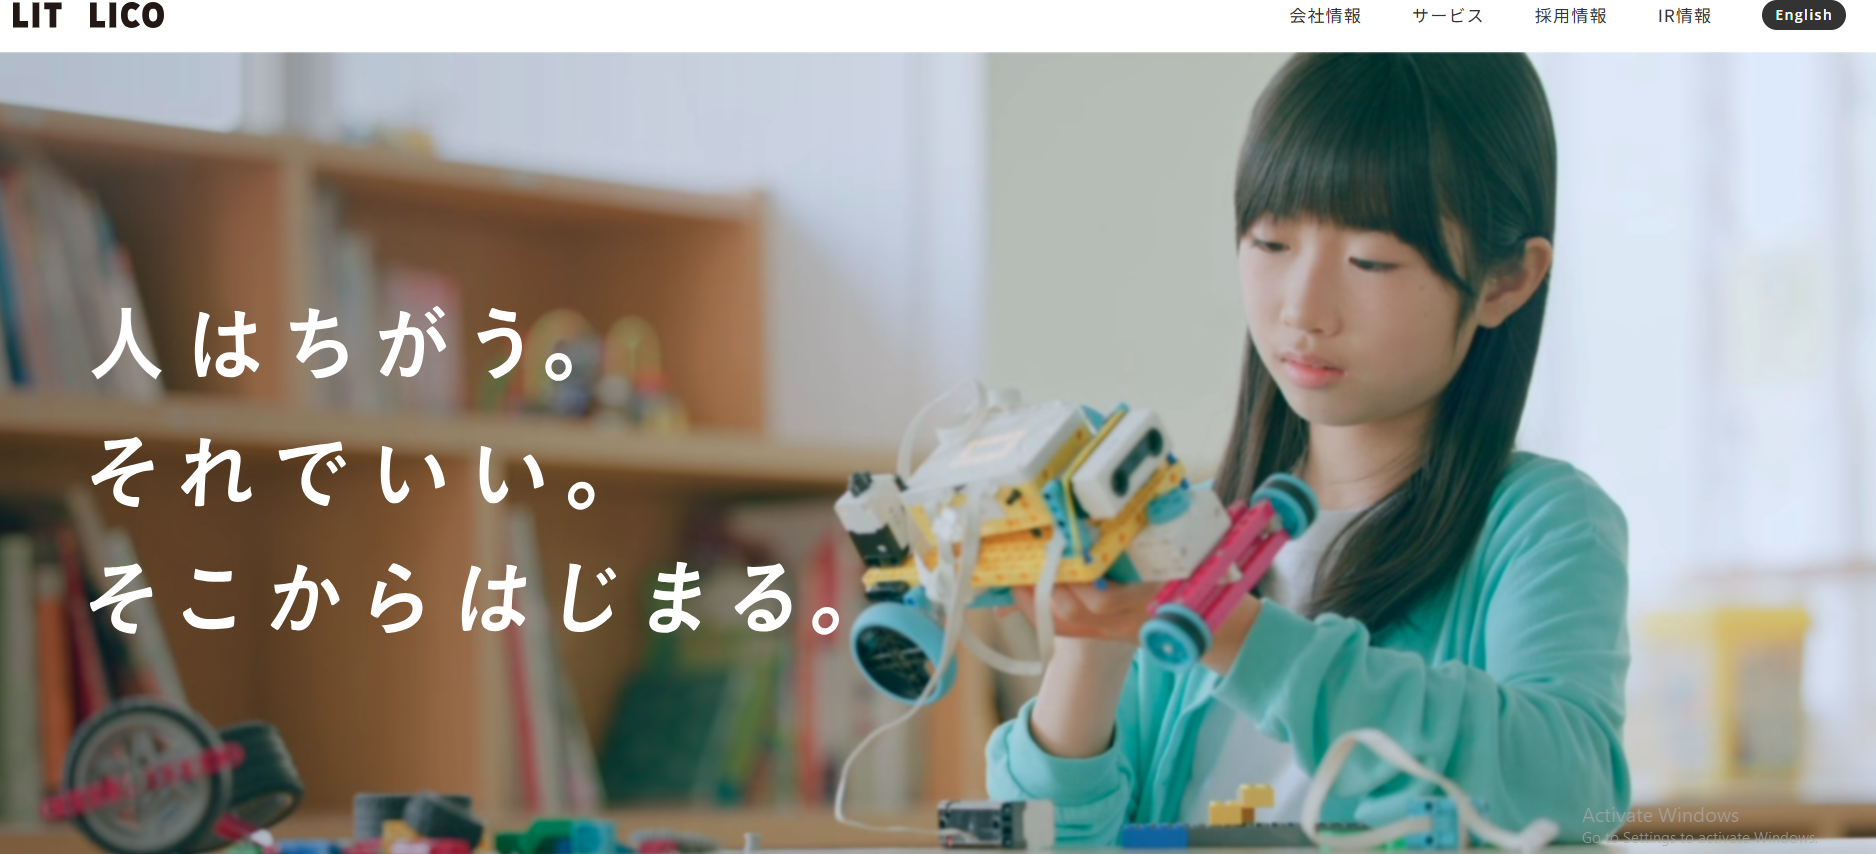 LIT LICO
会社情報 サービス 採用情報 IR情報 English
人はちがう。
それでいい。
そこからはじまる。
Activate Windows
Go to Settings to activate Windows.